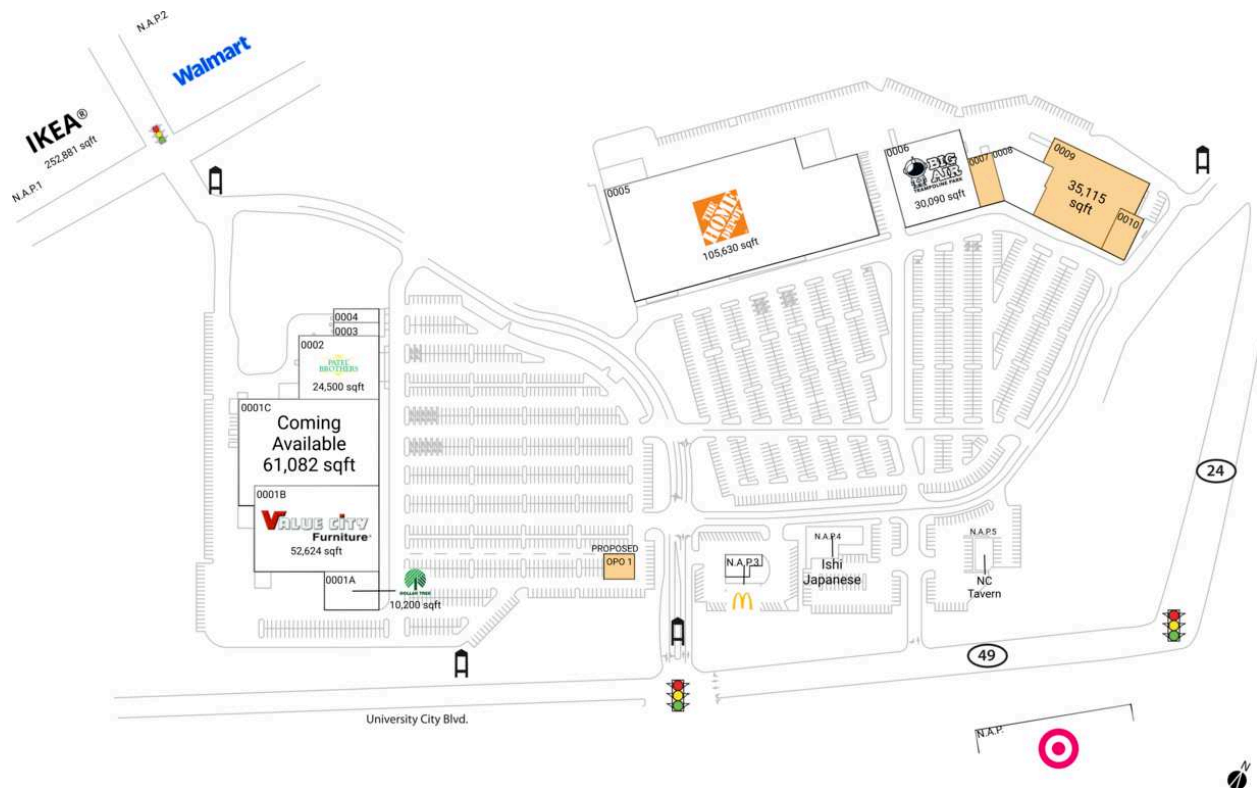 N.A.P.2
Walmart
IKEA®
252,881 sqft
N.A.P.1
0005
THE
HOME
DEPOT
105,630 sqft
0006
BIG
AIR
TRAMPOLINE PARK
30,090 sqft
0007
0008
0009
35,115
sqft
0010
0004
0003
0002
PATEL
BROTHERS
24,500 sqft
0001C
Coming
Available
61,082 sqft
0001B
VALUE CITY
Furniture
52,624 sqft
0001A
DOLLAR TREE
10,200 sqft
PROPOSED
OPO 1
N.A.P.3
N.A.P.4
Ishi
Japanese
N.A.P.5
NC
Tavern
24
49
University City Blvd.
N.A.P.
N